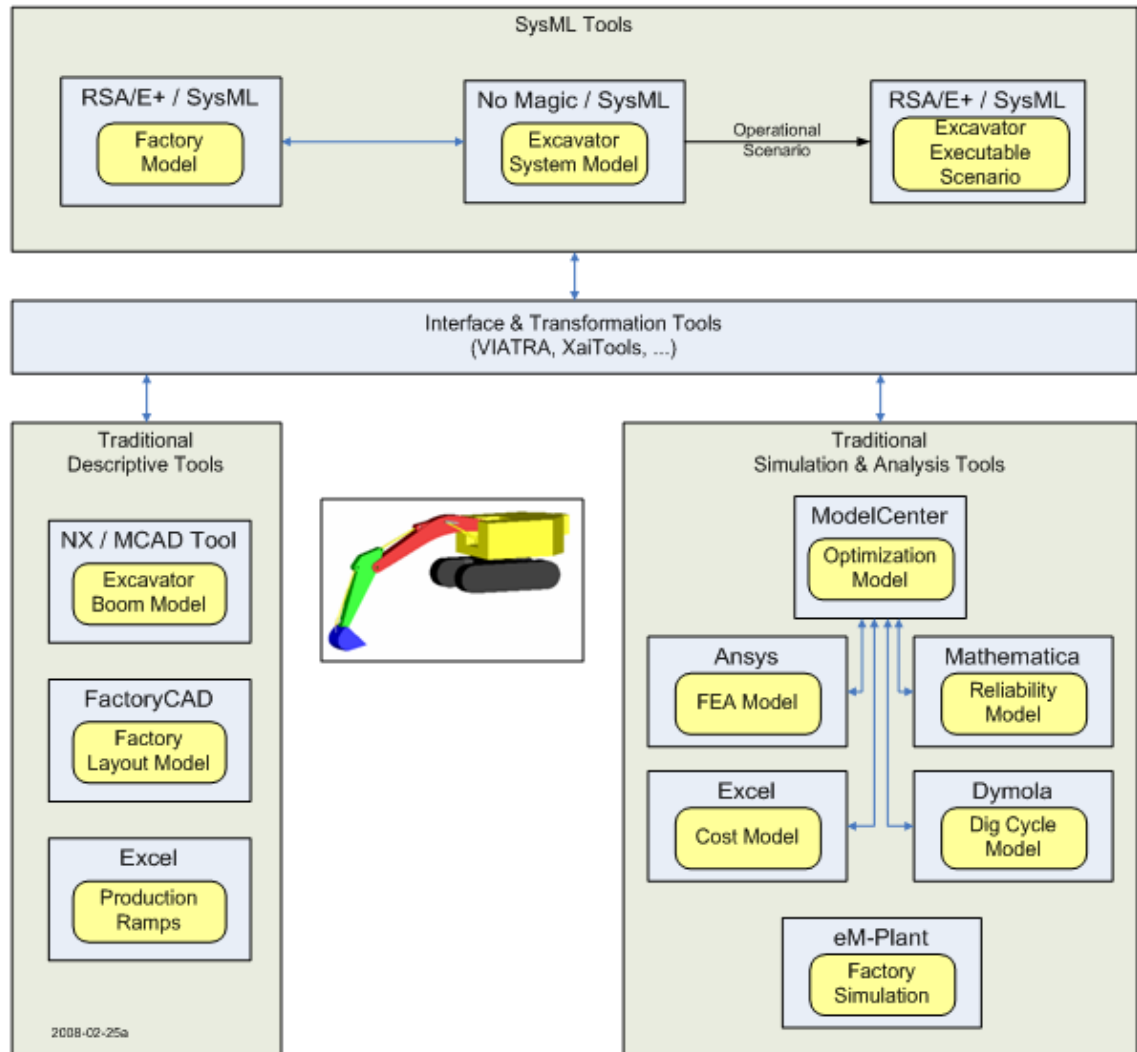 SysML Tools
RSA/E+ / SysML
Factory
Model
No Magic / SysML
Excavator
System Model
Operational
Scenario
RSA/E+ / SysML
Excavator
Executable
Scenario
Interface & Transformation Tools
(VIATRA, XaiTools, ...)
Traditional
Descriptive Tools
NX / MCAD Tool
Excavator
Boom Model
FactoryCAD
Factory
Layout Model
Excel
Production
Ramps
2008-02-25a
Traditional
Simulation & Analysis Tools
ModelCenter
Optimization
Model
Ansys
FEA Model
Mathematica
Reliability
Model
Excel
Cost Model
Dymola
Dig Cycle
Model
eM-Plant
Factory
Simulation